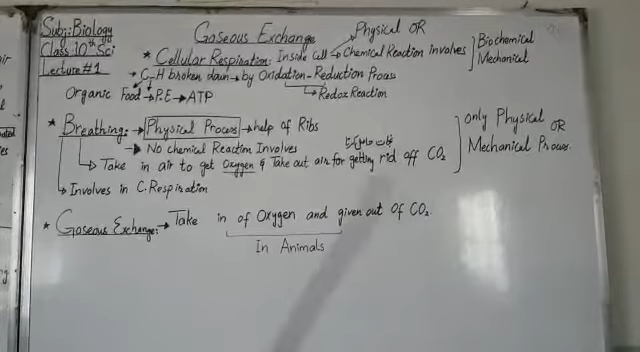 Subj:Biology
Class 10th Sci
Lecture #1
Gaseous Exchange
Physical OR
* Cellular Respiration: Inside cell → Chemical Reaction involves
Biochemical
Mechanical
→ C-H broken down → by Oxidation-Reduction Process
Organic Food → P.E → ATP
→ Redox Reaction
* Breathing: → Physical Process → help of Ribs
→ No chemical Reaction Involves
→ Take in air to get Oxygen & Take out air for getting rid off CO₂
only Physical OR
Mechanical Process.
→ Involves in C.Respiration
* Gaseous Exchange: → Take in of Oxygen and given out of CO₂.
In Animals